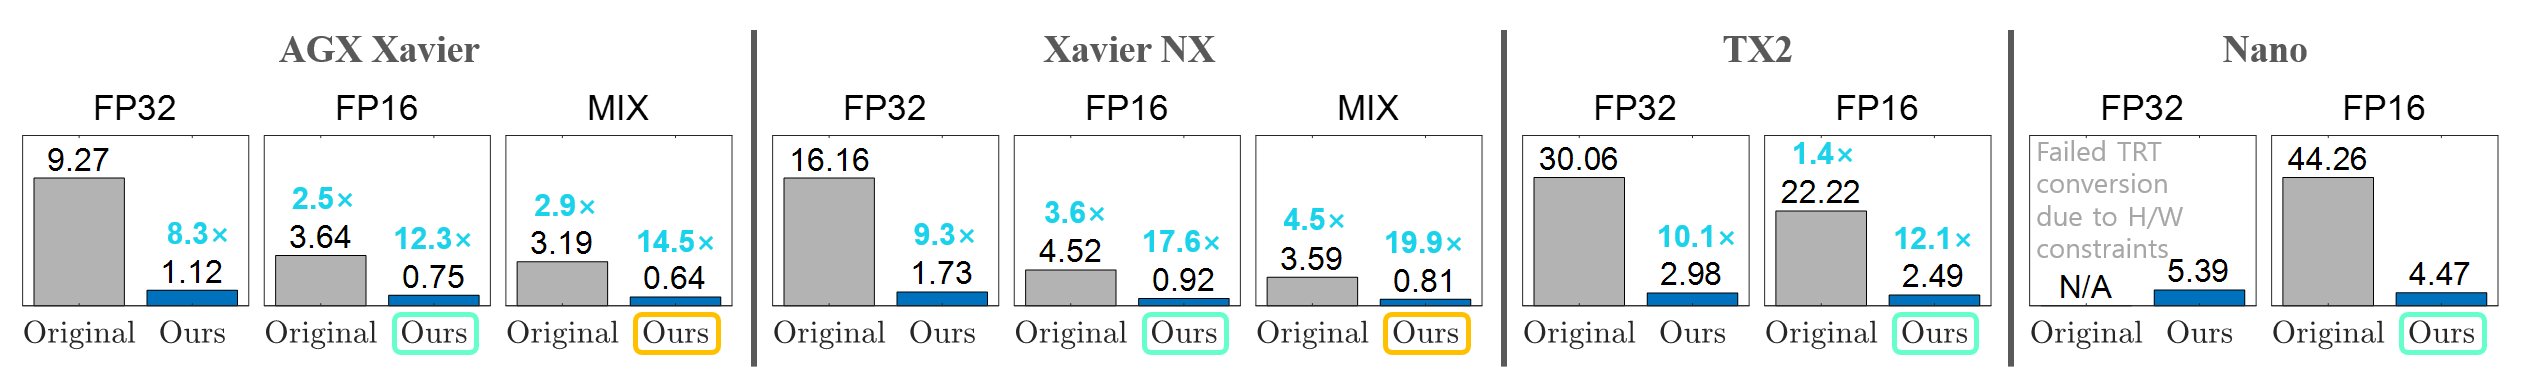 AGX Xavier
FP32
9.27
8.3×
1.12
Original Ours
FP16
2.5×
3.64
12.3×
0.75
Original Ours
MIX
2.9×
3.19
14.5×
0.64
Original Ours
Xavier NX
FP32
16.16
9.3×
1.73
Original Ours
FP16
3.6×
4.52
17.6×
0.92
Original Ours
MIX
4.5×
3.59
19.9×
0.81
Original Ours
TX2
FP32
30.06
10.1×
2.98
Original Ours
FP16
1.4×
22.22
12.1×
2.49
Original Ours
Nano
FP32
Failed TRT
conversion
due to H/W
constraints
N/A
5.39
Original Ours
FP16
44.26
4.47
Original Ours